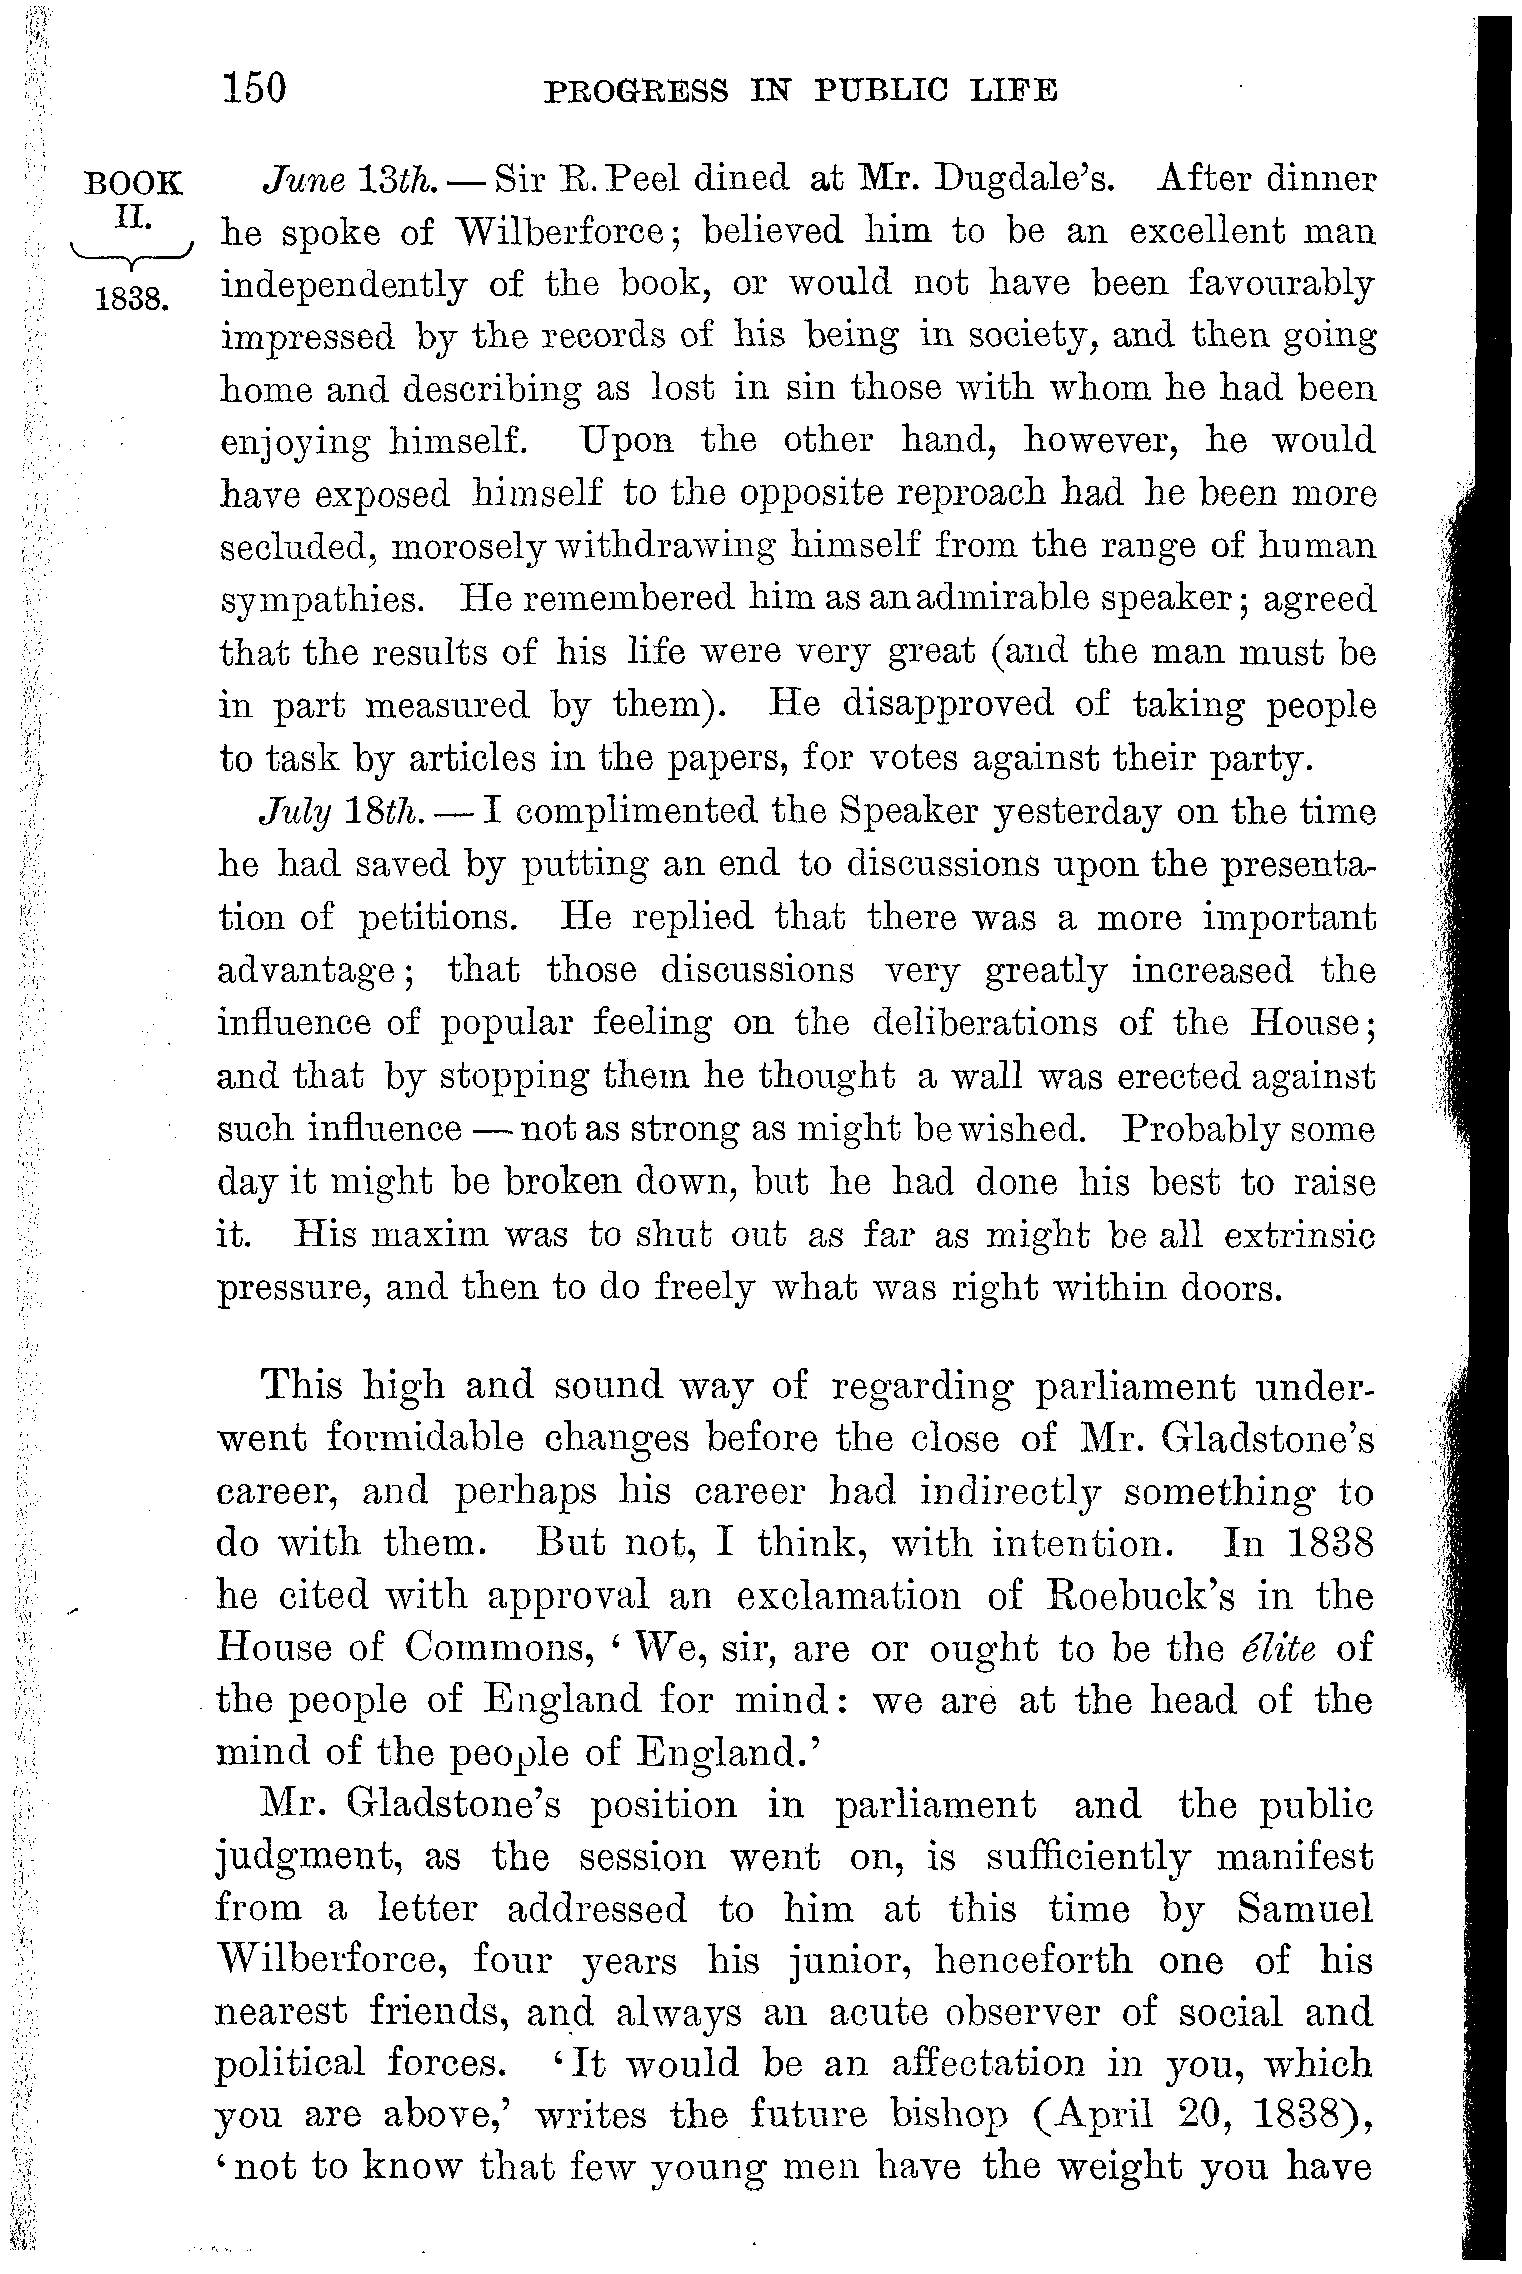 150 PROGRESS IN PUBLIC LIFE
BOOK
II.
1838.
June 13th. — Sir R. Peel dined at Mr. Dugdale's. After dinner
he spoke of Wilberforce; believed him to be an excellent man
independently of the book, or would not have been favourably
impressed by the records of his being in society, and then going
home and describing as lost in sin those with whom he had been
enjoying himself. Upon the other hand, however, he would
have exposed himself to the opposite reproach had he been more
secluded, morosely withdrawing himself from the range of human
sympathies. He remembered him as an admirable speaker; agreed
that the results of his life were very great (and the man must be
in part measured by them). He disapproved of taking people
to task by articles in the papers, for votes against their party.
July 18th. — I complimented the Speaker yesterday on the time
he had saved by putting an end to discussions upon the presenta-
tion of petitions. He replied that there was a more important
advantage; that those discussions very greatly increased the
influence of popular feeling on the deliberations of the House;
and that by stopping them he thought a wall was erected against
such influence — not as strong as might be wished. Probably some
day it might be broken down, but he had done his best to raise
it. His maxim was to shut out as far as might be all extrinsic
pressure, and then to do freely what was right within doors.
This high and sound way of regarding parliament under-
went formidable changes before the close of Mr. Gladstone's
career, and perhaps his career had indirectly something to
do with them. But not, I think, with intention. In 1838
he cited with approval an exclamation of Roebuck's in the
House of Commons, ' We, sir, are or ought to be the élite of
the people of England for mind: we are at the head of the
mind of the people of England.'
Mr. Gladstone's position in parliament and the public
judgment, as the session went on, is sufficiently manifest
from a letter addressed to him at this time by Samuel
Wilberforce, four years his junior, henceforth one of his
nearest friends, and always an acute observer of social and
political forces. 'It would be an affectation in you, which
you are above,' writes the future bishop (April 20, 1838),
'not to know that few young men have the weight you have